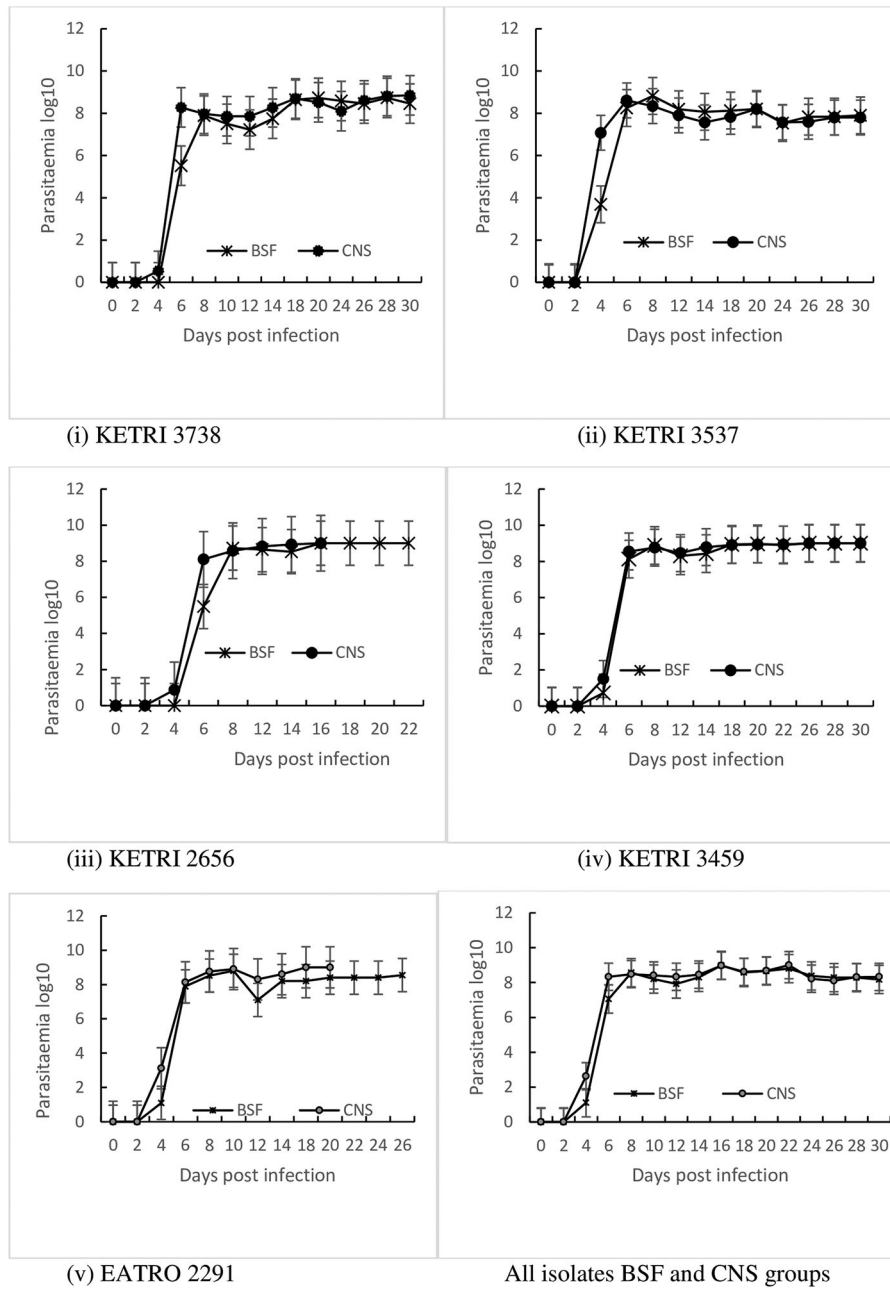 12
10
8
6
4
2
0
Parasitaemia log10
BSF CNS
0 2 4 6 8 10 12 14 18 20 24 26 28 30
Days post infection
(i) KETRI 3738
12
10
8
6
4
2
0
Parasitaemia log10
BSF CNS
0 2 4 6 8 12 14 18 20 24 26 28 30
Days post infection
(ii) KETRI 3537
12
10
8
6
4
2
0
Parasitaemia log10
BSF CNS
0 2 4 6 8 12 14 16 18 20 22
Days post infection
(iii) KETRI 2656
12
10
8
6
4
2
0
Parasitaemia log10
BSF CNS
0 2 4 6 8 12 14 18 20 22 26 28 30
Days post infection
(iv) KETRI 3459
12
10
8
6
4
2
0
Parasitaemia log10
BSF CNS
0 2 4 6 8 10 12 14 16 20 22 24 26
Days post infection
(v) EATRO 2291
12
10
8
6
4
2
0
Parasitaemia log10
BSF CNS
0 2 4 6 8 10 12 14 16 18 20 22 24 26 28 30
Days post infection
All isolates BSF and CNS groups